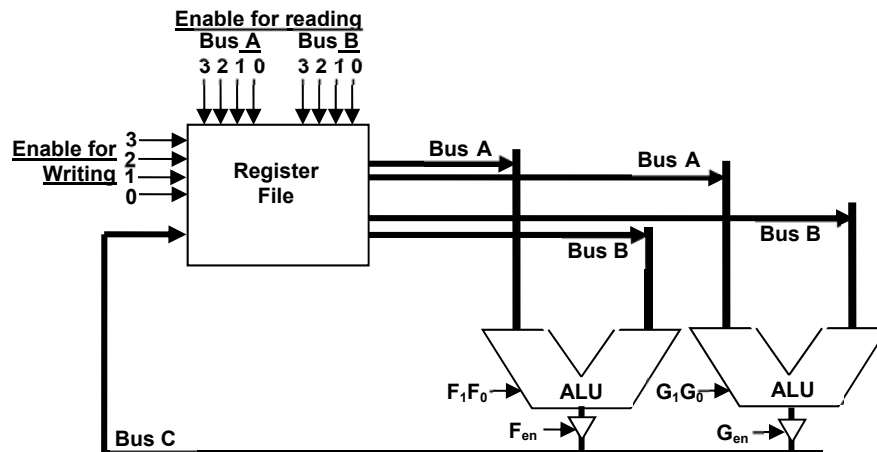 Enable for reading
Bus A Bus B
3 2 1 0 3 2 1 0
Enable for Writing
3
2
1
0
Register File
Bus A
Bus A
Bus B
Bus B
F1F0
ALU
G1G0
ALU
Fen
Gen
Bus C